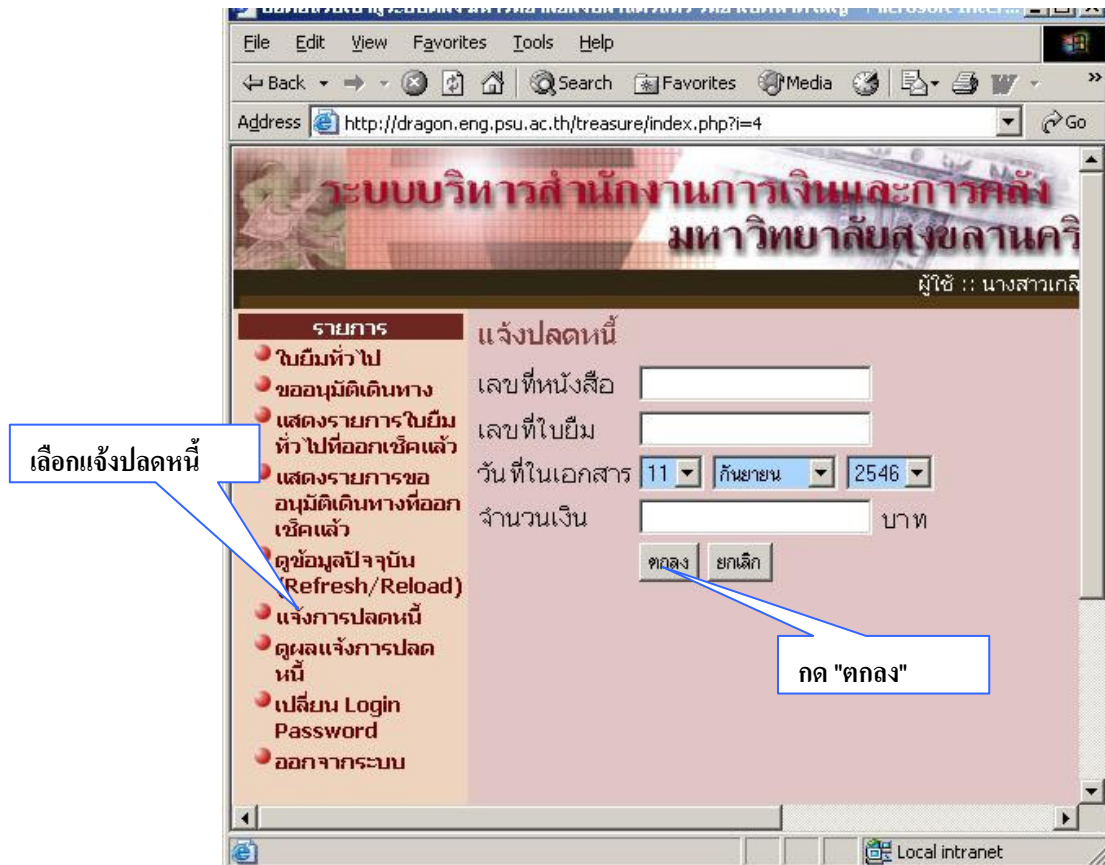 File Edit View Favorites Tools Help
Back Search Favorites Media
Address http://dragon.eng.psu.ac.th/treasure/index.php?i=4 Go
ระบบบริหารสำนักงานการเงินและการคลัง
มหาวิทยาลัยสงขลานคริ
ผู้ใช้ :: นางสาวเกลี
รายการ
ใบยืมทั่วไป
ขออนุมัติเดินทาง
แสดงรายการใบยืม
ทั่วไปที่ออกเช็คแล้ว
แสดงรายการขอ
อนุมัติเดินทางที่ออก
เช็คแล้ว
ดูข้อมูลปัจจุบัน
(Refresh/Reload)
แจ้งการปลดหนี้
ดูผลแจ้งการปลด
หนี้
เปลี่ยน Login
Password
ออกจากระบบ
แจ้งปลดหนี้
เลขที่หนังสือ
เลขที่ใบยืม
วันที่ในเอกสาร 11 กันยายน 2546
จำนวนเงิน บาท
ตกลง ยกเลิก
เลือกแจ้งปลดหนี้
กด "ตกลง"
Local intranet